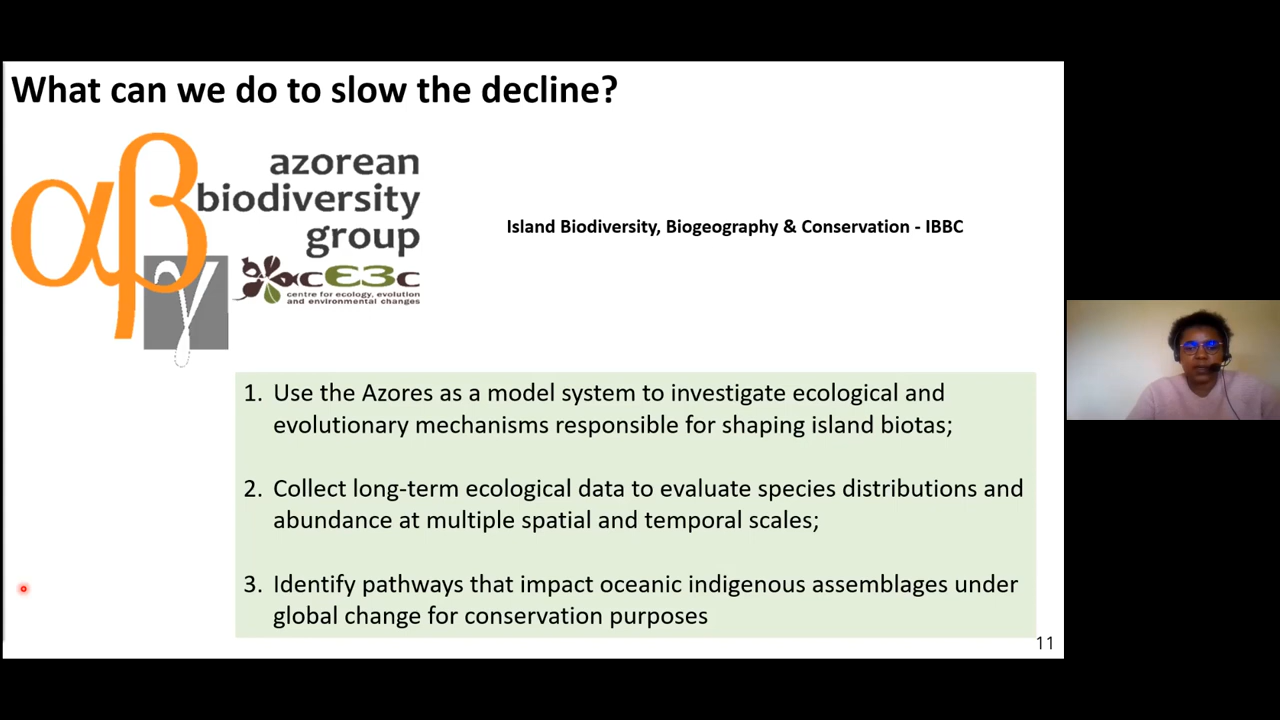 What can we do to slow the decline?
αβγ
azorean
biodiversity
group
cE3c
centre for ecology, evolution
and environmental changes
Island Biodiversity, Biogeography & Conservation - IBBC
1. Use the Azores as a model system to investigate ecological and
evolutionary mechanisms responsible for shaping island biotas;
2. Collect long-term ecological data to evaluate species distributions and
abundance at multiple spatial and temporal scales;
3. Identify pathways that impact oceanic indigenous assemblages under
global change for conservation purposes
11